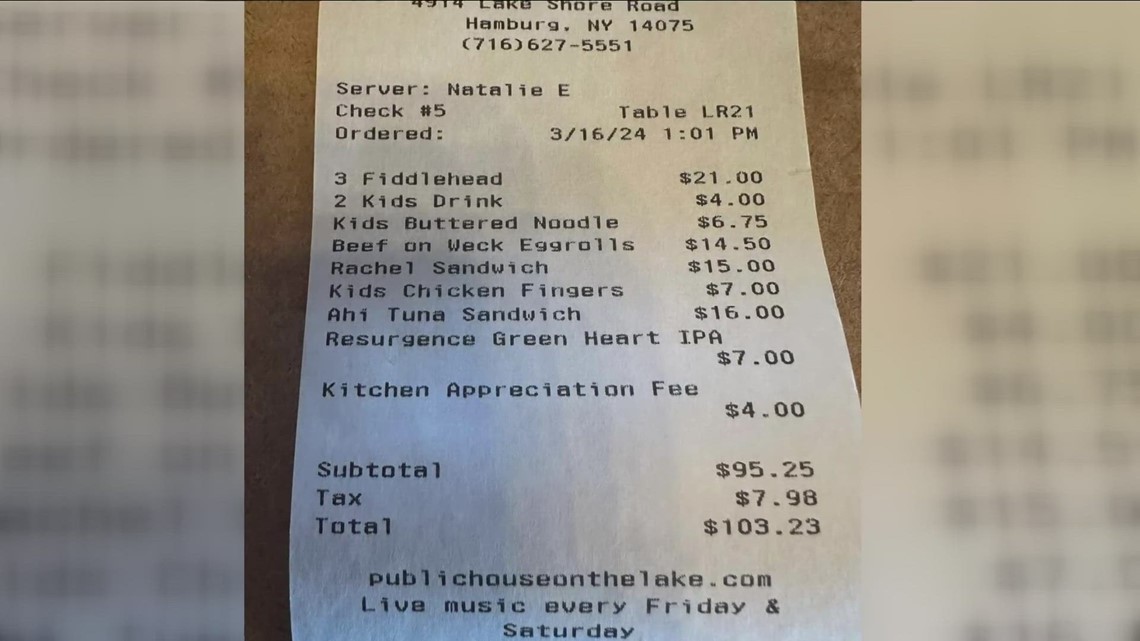 4914 Lake Shore Road
Hamburg, NY 14075
(716)627-5551
Server: Natalie E
Check #5 Table LR21
Ordered: 3/16/24 1:01 PM
3 Fiddlehead $21.00
2 Kids Drink $4.00
Kids Buttered Noodle $6.75
Beef on Weck Eggrolls $14.50
Rachel Sandwich $15.00
Kids Chicken Fingers $7.00
Ahi Tuna Sandwich $16.00
Resurgence Green Heart IPA
$7.00
Kitchen Appreciation Fee
$4.00
Subtotal $95.25
Tax $7.98
Total $103.23
publichouseonthelake.com
Live music every Friday &
Saturday